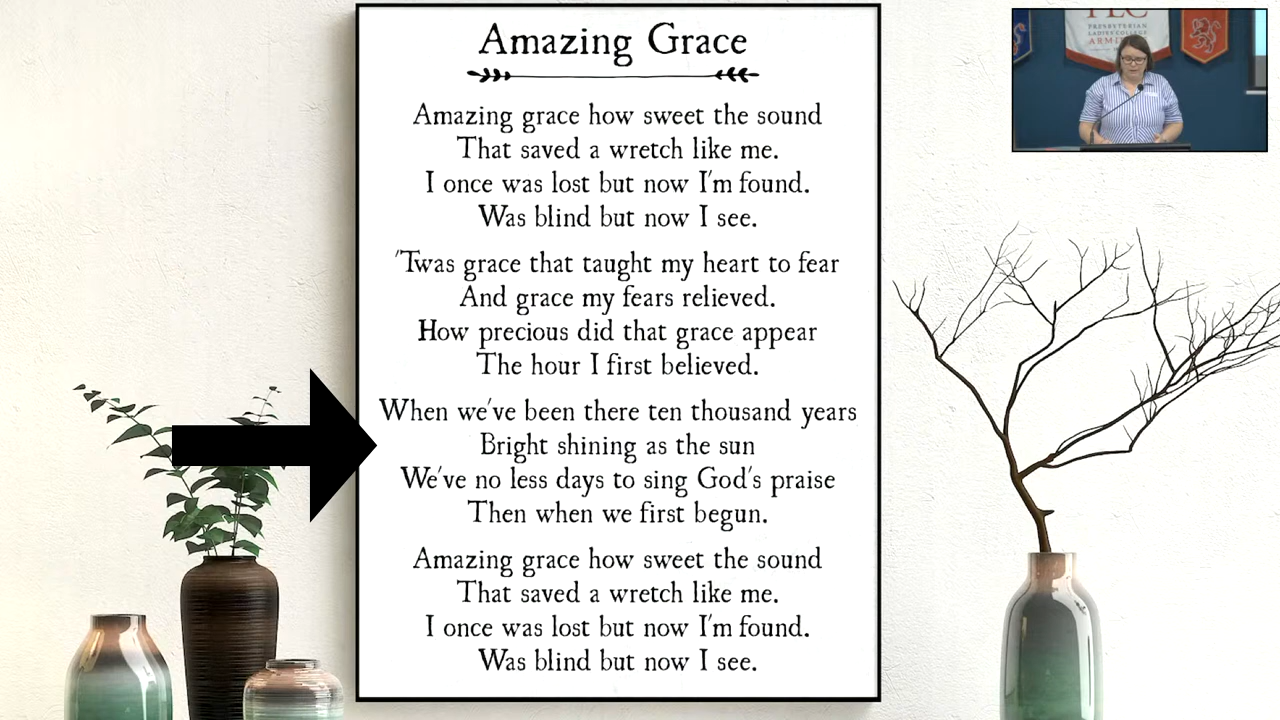 Amazing Grace
Amazing grace how sweet the sound
That saved a wretch like me.
I once was lost but now I'm found.
Was blind but now I see.
'Twas grace that taught my heart to fear
And grace my fears relieved.
How precious did that grace appear
The hour I first believed.
When we've been there ten thousand years
Bright shining as the sun
We've no less days to sing God's praise
Then when we first begun.
Amazing grace how sweet the sound
That saved a wretch like me.
I once was lost but now I'm found.
Was blind but now I see.
PLC
PRESBYTERIAN
LADIES COLLEGE
ARMI